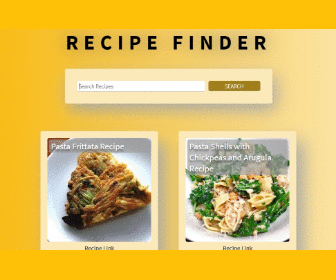 RECIPE FINDER
Search Recipes
SEARCH
Pasta Frittata Recipe
Pasta Shells with
Chickpeas and Arugula
Recipe
Recipe Link
Recipe Link